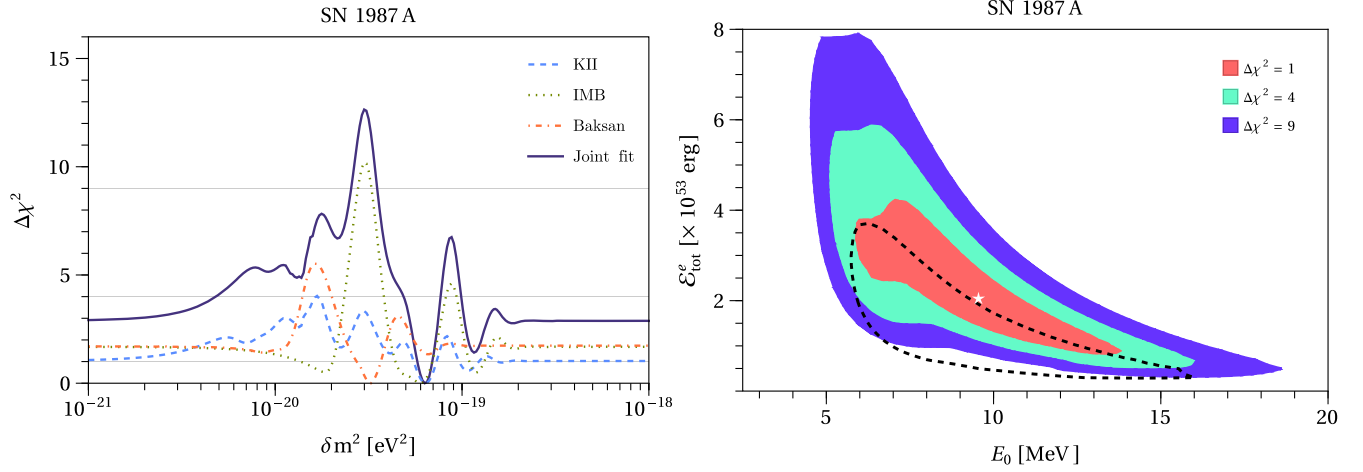 SN 1987 A
15
10
5
0
Δχ²
KII
IMB
Baksan
Joint fit
10⁻²¹
10⁻²⁰
10⁻¹⁹
10⁻¹⁸
δm² [eV²]
SN 1987 A
8
6
4
2
ℰᵉₜₒₜ [× 10⁵³ erg]
Δχ² = 1
Δχ² = 4
Δχ² = 9
5
10
15
20
E₀ [MeV]